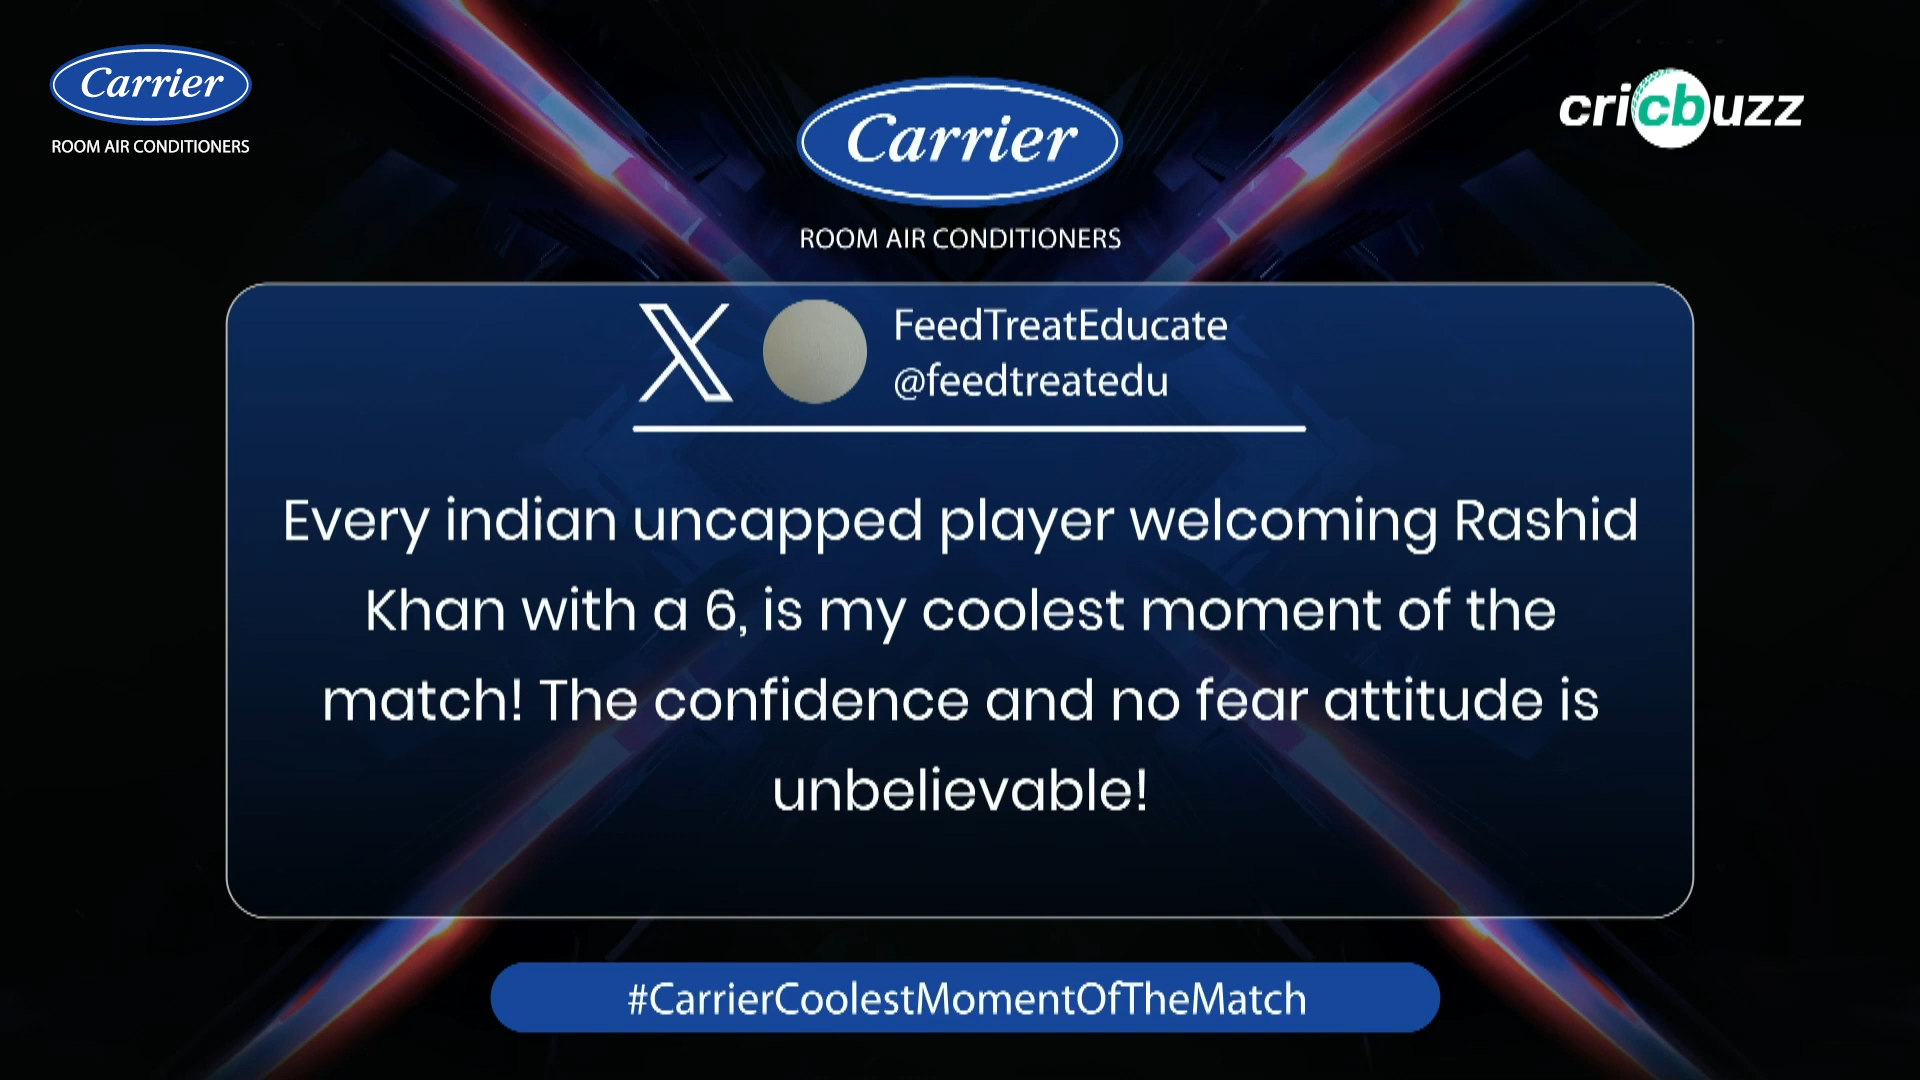 Carrier
ROOM AIR CONDITIONERS
Carrier
ROOM AIR CONDITIONERS
cricbuzz
X
FeedTreatEducate
@feedtreatedu
Every indian uncapped player welcoming Rashid
Khan with a 6, is my coolest moment of the
match! The confidence and no fear attitude is
unbelievable!
#CarrierCoolestMomentOfTheMatch